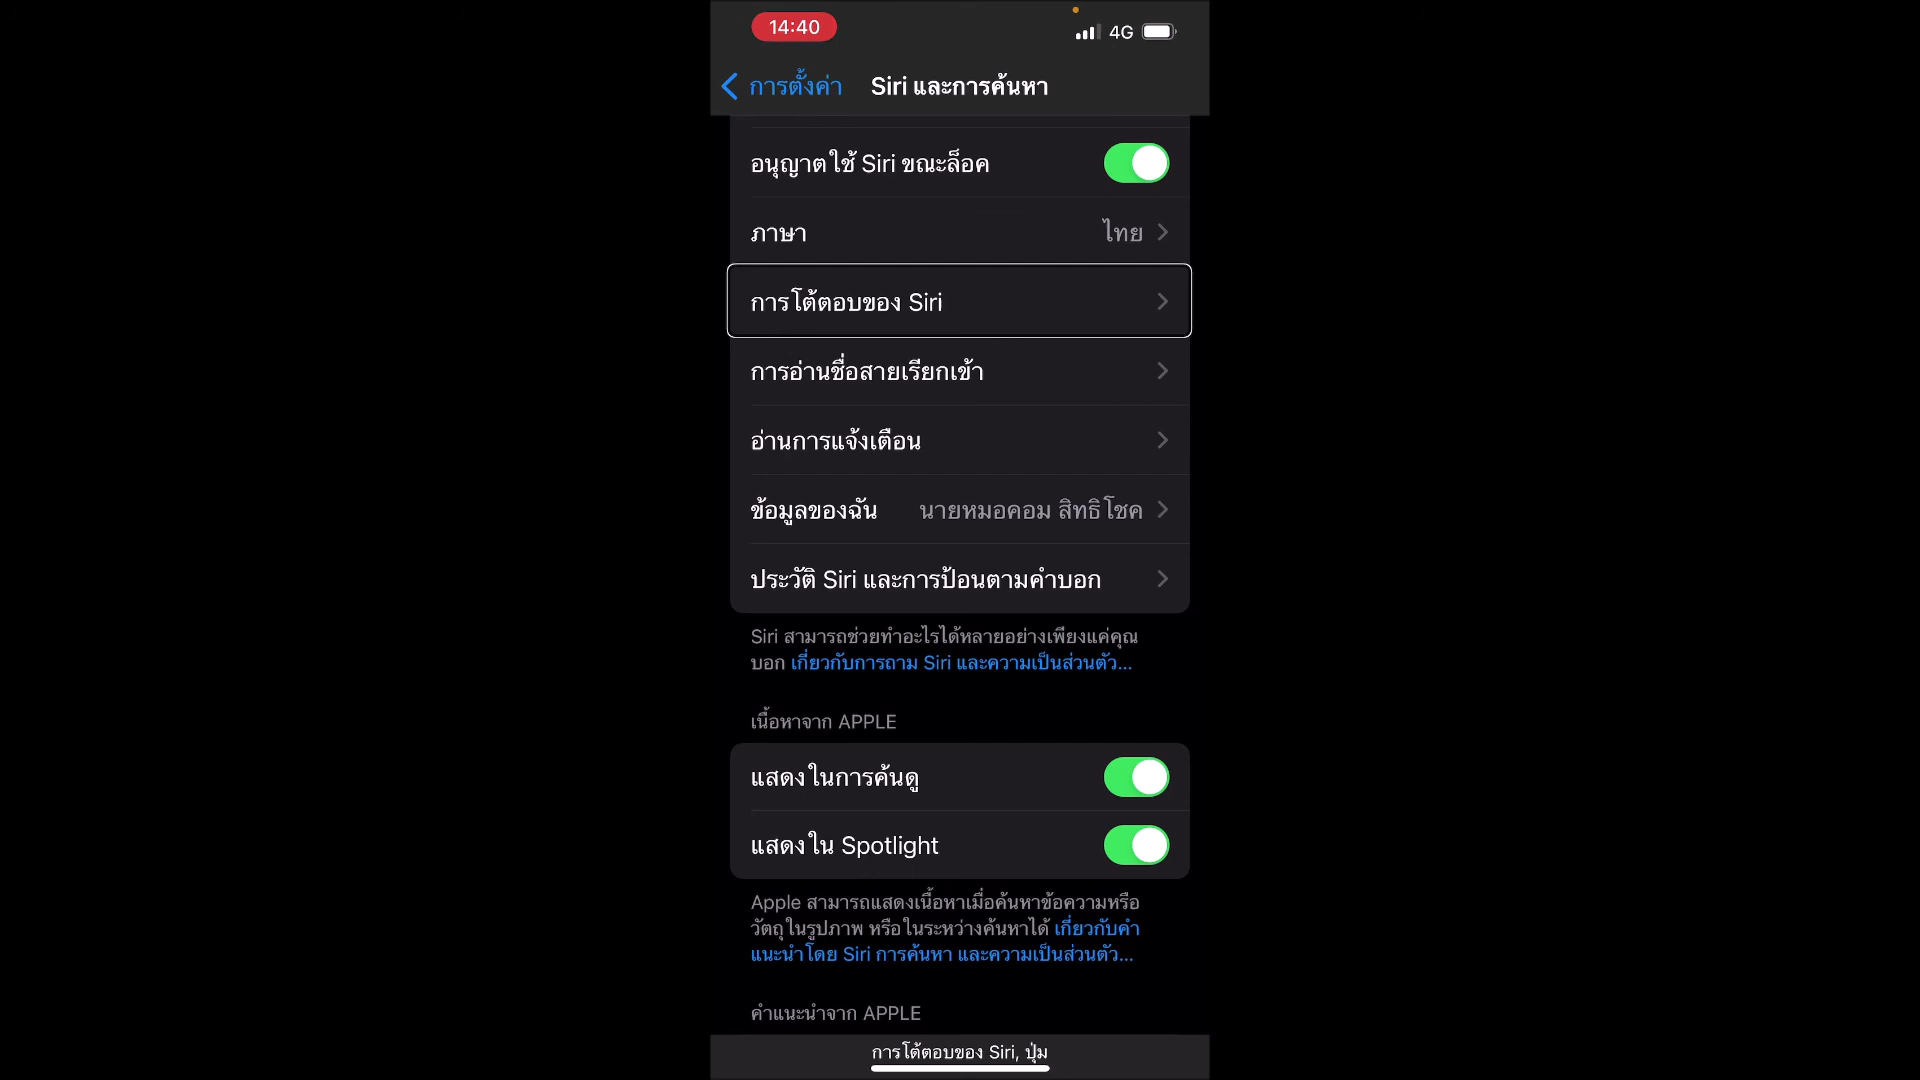 14:40
4G
การตั้งค่า
Siri และการค้นหา
อนุญาตใช้ Siri ขณะล็อค
ภาษา ไทย
การโต้ตอบของ Siri
การอ่านชื่อสายเรียกเข้า
อ่านการแจ้งเตือน
ข้อมูลของฉัน นายหมอคอม สิทธิโชค
ประวัติ Siri และการป้อนตามคำบอก
Siri สามารถช่วยทำอะไรได้หลายอย่างเพียงแค่คุณ
บอก เกี่ยวกับการถาม Siri และความเป็นส่วนตัว...
เนื้อหาจาก APPLE
แสดงในการค้นดู
แสดงใน Spotlight
Apple สามารถแสดงเนื้อหาเมื่อค้นหาข้อความหรือ
วัตถุในรูปภาพ หรือในระหว่างค้นหาได้ เกี่ยวกับคำ
แนะนำโดย Siri การค้นหา และความเป็นส่วนตัว...
คำแนะนำจาก APPLE
การโต้ตอบของ Siri, ปุ่ม